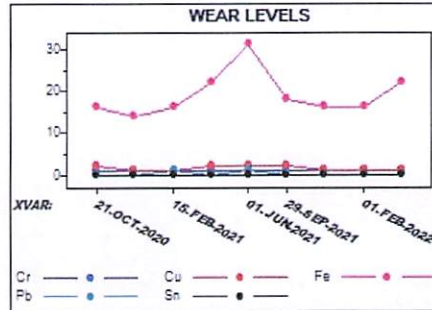 WEAR LEVELS
30
20
10
0
XVAR:
21-OCT-2020
15-FEB-2021
01-JUN-2021
29-SEP-2021
01-FEB-2022
Cr
Cu
Fe
Pb
Sn